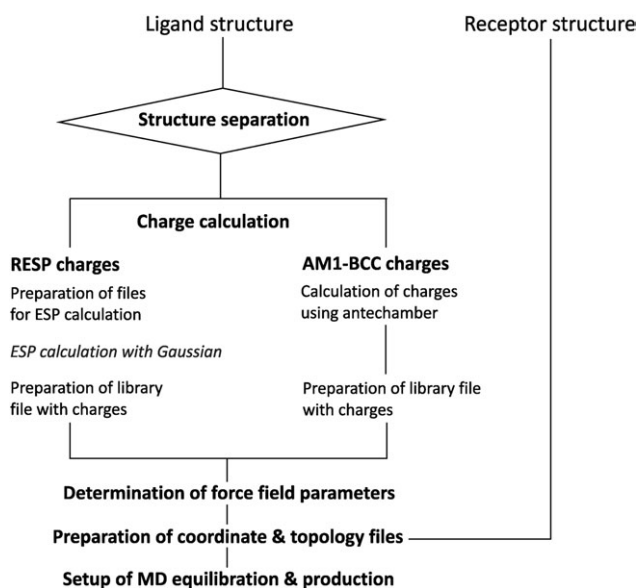 Ligand structure
Receptor structure
Structure separation
Charge calculation
RESP charges
Preparation of files
for ESP calculation
ESP calculation with Gaussian
Preparation of library
file with charges
AM1-BCC charges
Calculation of charges
using antechamber
Preparation of library file
with charges
Determination of force field parameters
Preparation of coordinate & topology files
Setup of MD equilibration & production